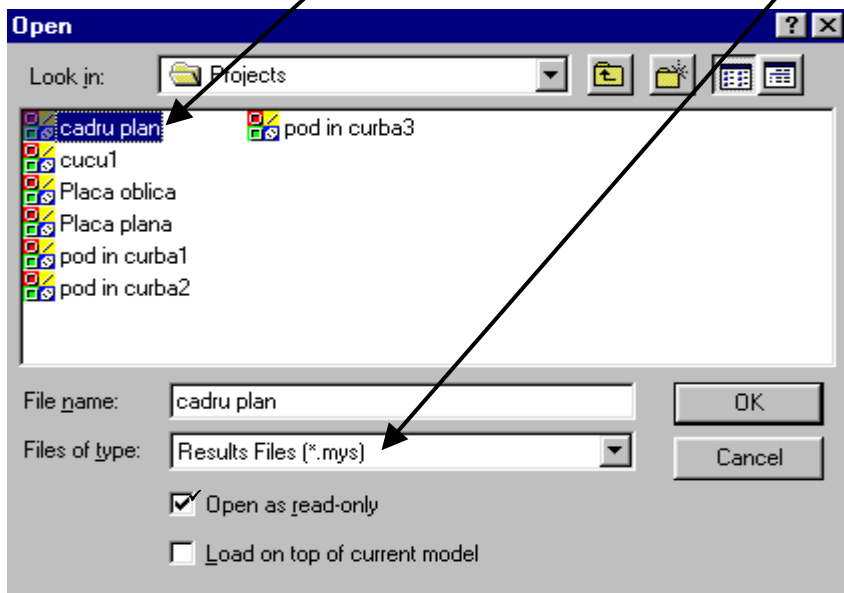 Open
Look in: Projects
cadru plan pod in curba3
cucu1
Placa oblica
Placa plana
pod in curba1
pod in curba2
File name: cadru plan OK
Files of type: Results Files (*.mys) Cancel
Open as read-only
Load on top of current model